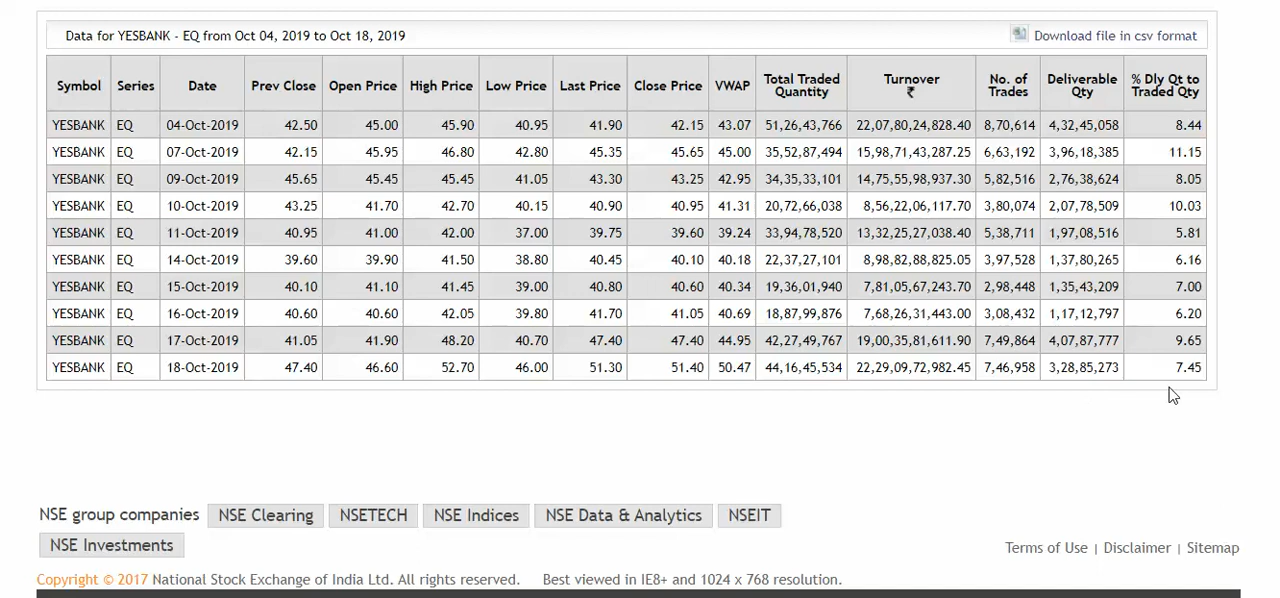 Data for YESBANK - EQ from Oct 04, 2019 to Oct 18, 2019 Download file in csv format
Symbol Series Date Prev Close Open Price High Price Low Price Last Price Close Price VWAP Total Traded Quantity Turnover ₹ No. of Trades Deliverable Qty % Dly Qt to Traded Qty
YESBANK EQ 04-Oct-2019 42.50 45.00 45.90 40.95 41.90 42.15 43.07 51,26,43,766 22,07,80,24,828.40 8,70,614 4,32,45,058 8.44
YESBANK EQ 07-Oct-2019 42.15 45.95 46.80 42.80 45.35 45.65 45.00 35,52,87,494 15,98,71,43,287.25 6,63,192 3,96,18,385 11.15
YESBANK EQ 09-Oct-2019 45.65 45.45 45.45 41.05 43.30 43.25 42.95 34,35,33,101 14,75,55,98,937.30 5,82,516 2,76,38,624 8.05
YESBANK EQ 10-Oct-2019 43.25 41.70 42.70 40.15 40.90 40.95 41.31 20,72,66,038 8,56,22,06,117.70 3,80,074 2,07,78,509 10.03
YESBANK EQ 11-Oct-2019 40.95 41.00 42.00 37.00 39.75 39.60 39.24 33,94,78,520 13,32,25,27,038.40 5,38,711 1,97,08,516 5.81
YESBANK EQ 14-Oct-2019 39.60 39.90 41.50 38.80 40.45 40.10 40.18 22,37,27,101 8,98,82,88,825.05 3,97,528 1,37,80,265 6.16
YESBANK EQ 15-Oct-2019 40.10 41.10 41.45 39.00 40.80 40.60 40.34 19,36,01,940 7,81,05,67,243.70 2,98,448 1,35,43,209 7.00
YESBANK EQ 16-Oct-2019 40.60 40.60 42.05 39.80 41.70 41.05 40.69 18,87,99,876 7,68,26,31,443.00 3,08,432 1,17,12,797 6.20
YESBANK EQ 17-Oct-2019 41.05 41.90 48.20 40.70 47.40 47.40 44.95 42,27,49,767 19,00,35,81,611.90 7,49,864 4,07,87,777 9.65
YESBANK EQ 18-Oct-2019 47.40 46.60 52.70 46.00 51.30 51.40 50.47 44,16,45,534 22,29,09,72,982.45 7,46,958 3,28,85,273 7.45
NSE group companies NSE Clearing NSETECH NSE Indices NSE Data & Analytics NSEIT
NSE Investments
Terms of Use | Disclaimer | Sitemap
Copyright © 2017 National Stock Exchange of India Ltd. All rights reserved. Best viewed in IE8+ and 1024 x 768 resolution.